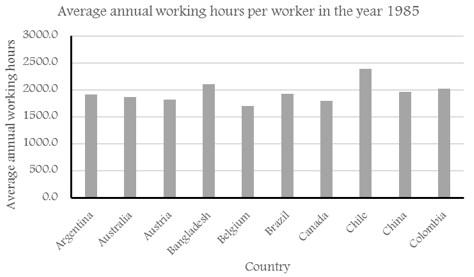 Average annual working hours per worker in the year 1985
Average annual working hours
3000.0
2500.0
2000.0
1500.0
1000.0
500.0
0.0
Argentina
Australia
Austria
Bangladesh
Belgium
Brazil
Canada
Chile
China
Colombia
Country